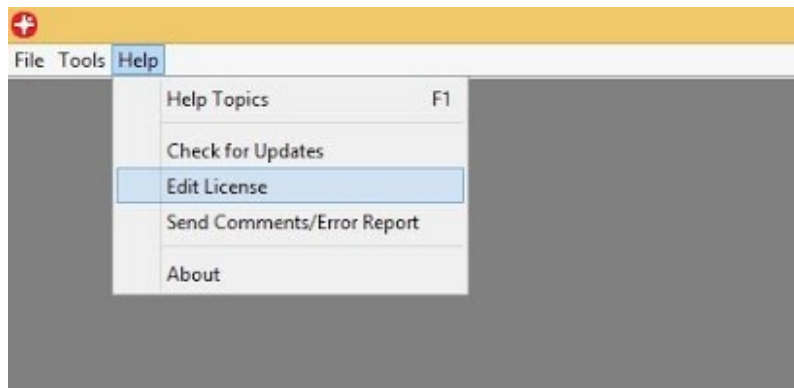 File Tools Help
Help Topics F1
Check for Updates
Edit License
Send Comments/Error Report
About